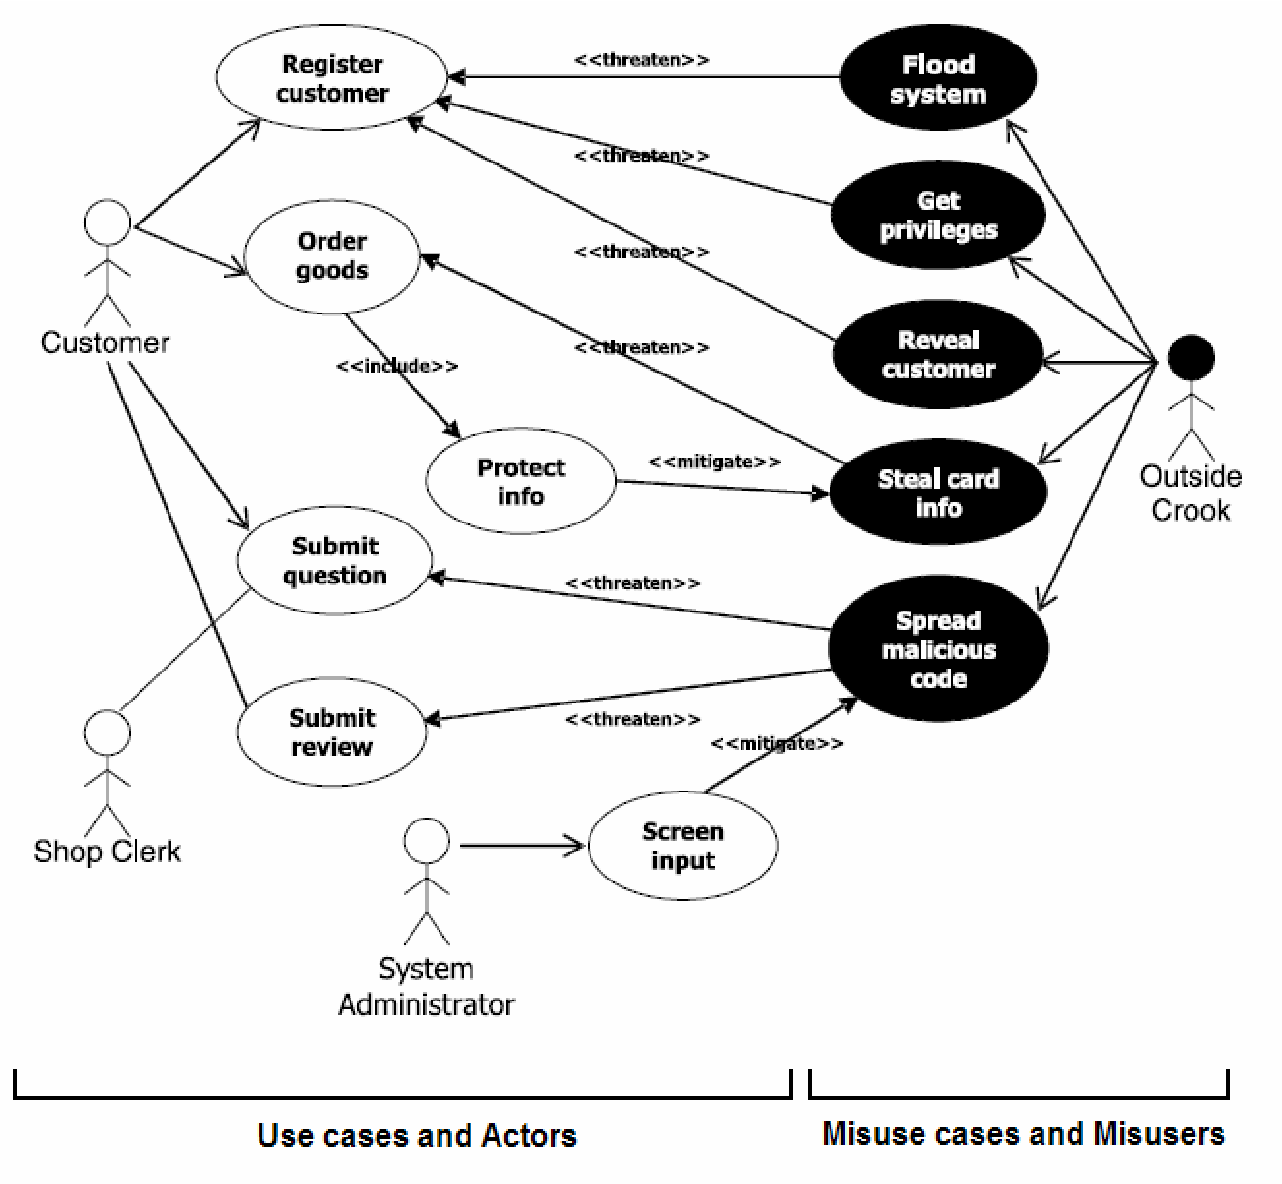 Register
customer
<<threaten>>
Flood
system
<<threaten>>
Get
privileges
Order
goods
<<threaten>>
Customer
<<include>>
<<threaten>>
Reveal
customer
Outside
Crook
Protect
info
<<mitigate>>
Steal card
info
Submit
question
<<threaten>>
Spread
malicious
code
Submit
review
<<threaten>>
<<mitigate>>
Shop Clerk
Screen
input
System
Administrator
Use cases and Actors
Misuse cases and Misusers